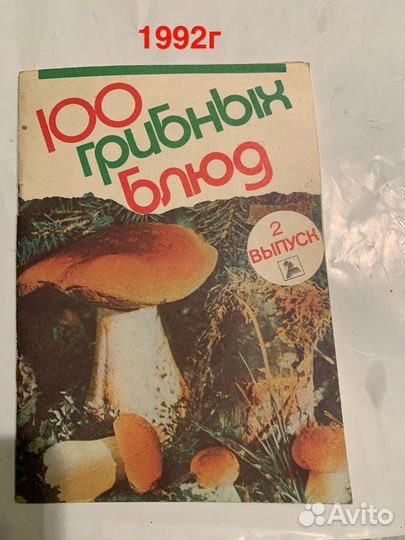 1992г
100
грибных
блюд
2
ВЫПУСК
Avito